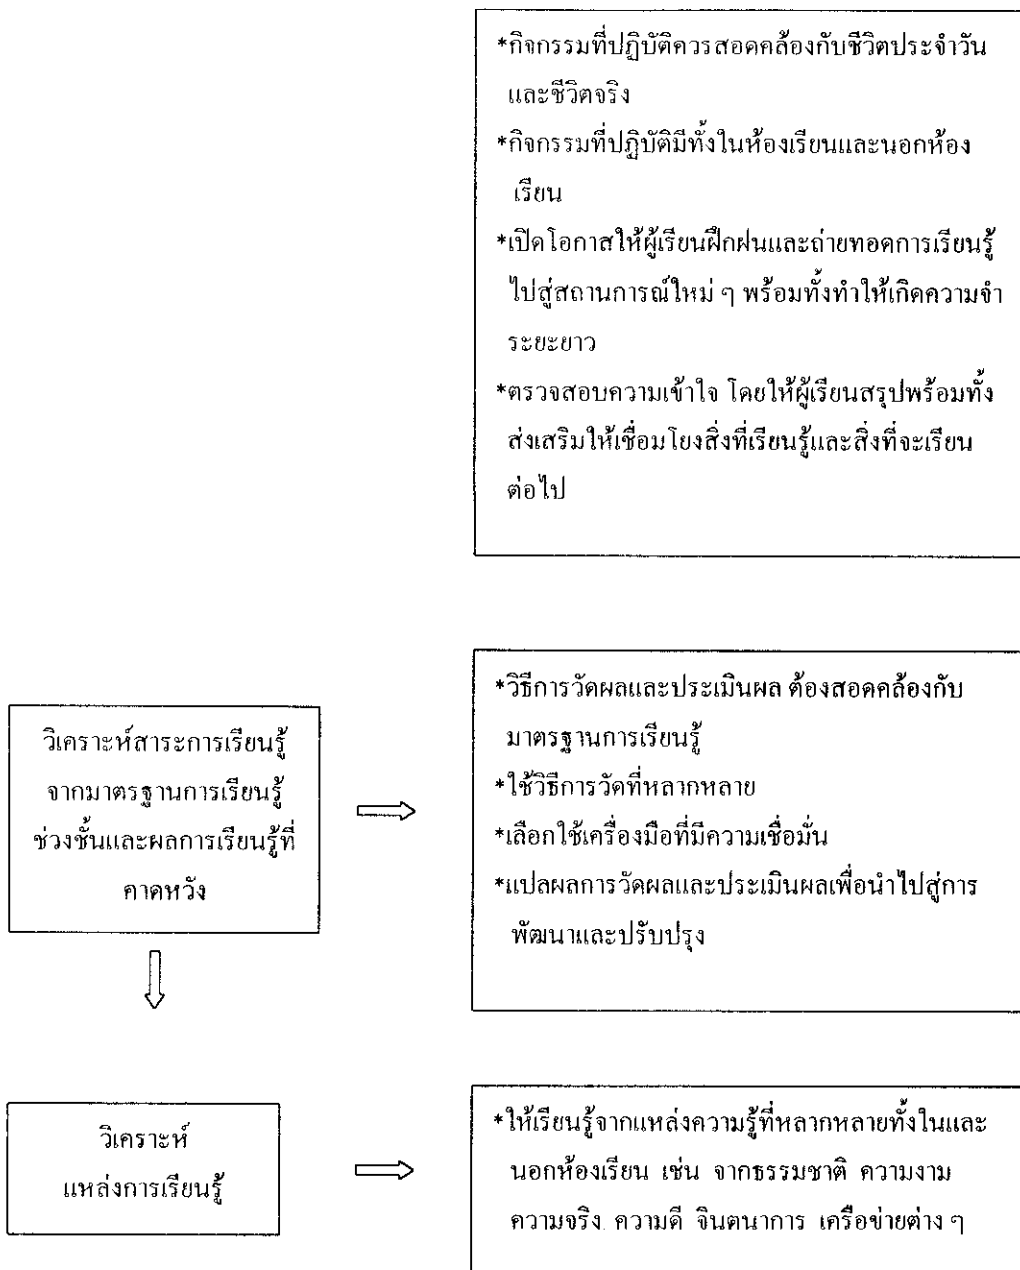 *กิจกรรมที่ปฏิบัติควรสอดคล้องกับชีวิตประจำวัน
และชีวิตจริง
*กิจกรรมที่ปฏิบัติมีทั้งในห้องเรียนและนอกห้อง
เรียน
*เปิดโอกาสให้ผู้เรียนฝึกฝนและถ่ายทอดการเรียนรู้
ไปสู่สถานการณ์ใหม่ ๆ พร้อมทั้งทำให้เกิดความจำ
ระยะยาว
*ตรวจสอบความเข้าใจ โดยให้ผู้เรียนสรุปพร้อมทั้ง
ส่งเสริมให้เชื่อมโยงสิ่งที่เรียนรู้และสิ่งที่จะเรียน
ต่อไป
วิเคราะห์สาระการเรียนรู้
จากมาตรฐานการเรียนรู้
ช่วงชั้นและผลการเรียนรู้ที่
คาดหวัง
*วิธีการวัดผลและประเมินผล ต้องสอดคล้องกับ
มาตรฐานการเรียนรู้
*ใช้วิธีการวัดที่หลากหลาย
*เลือกใช้เครื่องมือที่มีความเชื่อมั่น
*แปลผลการวัดผลและประเมินผลเพื่อนำไปสู่การ
พัฒนาและปรับปรุง
วิเคราะห์
แหล่งการเรียนรู้
*ให้เรียนรู้จากแหล่งความรู้ที่หลากหลายทั้งในและ
นอกห้องเรียน เช่น จากธรรมชาติ ความงาม
ความจริง ความดี จินตนาการ เครือข่ายต่าง ๆ